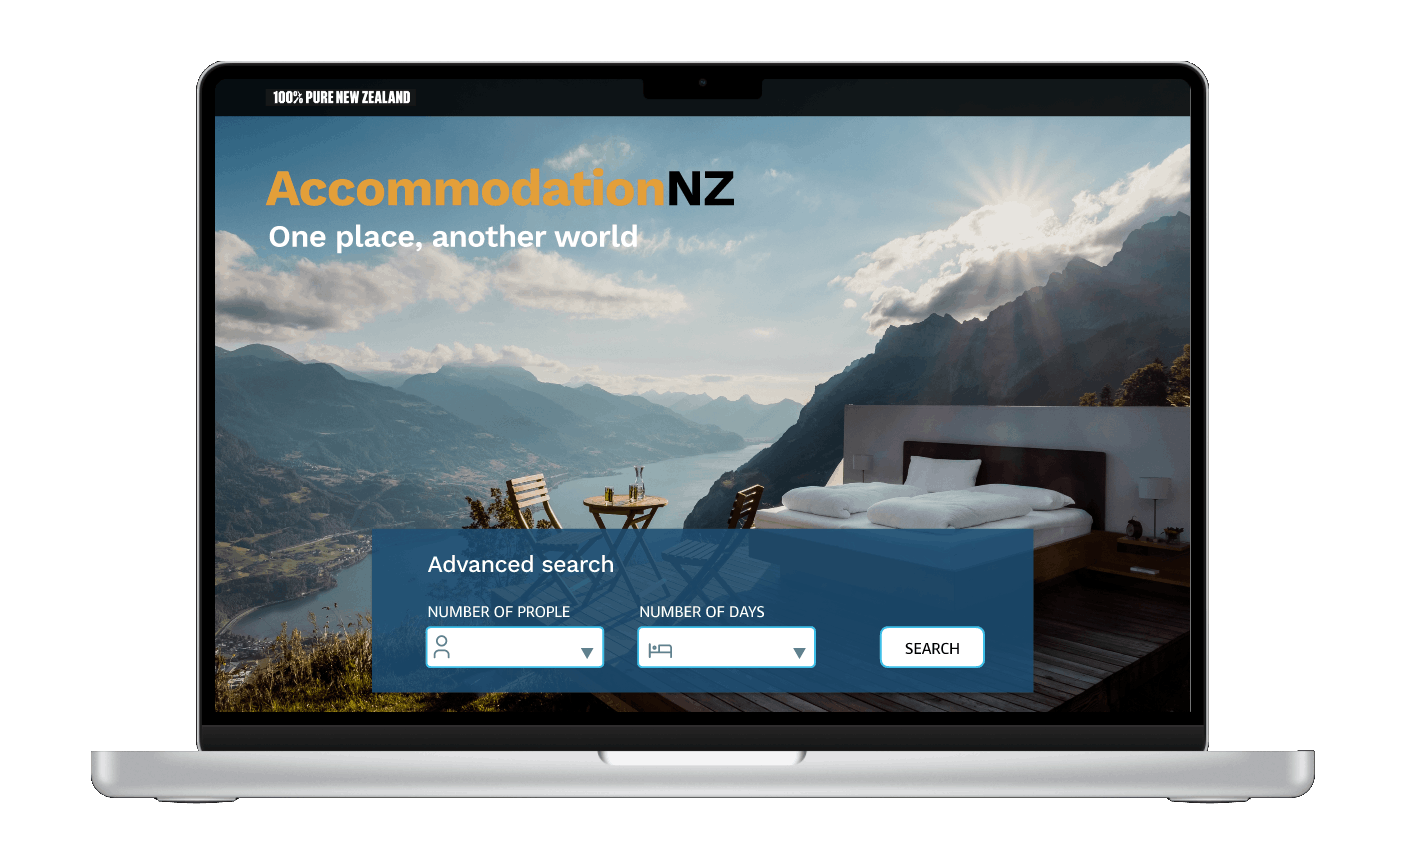 100% PURE NEW ZEALAND
AccommodationNZ
One place, another world
Advanced search
NUMBER OF PROPLE
NUMBER OF DAYS
SEARCH